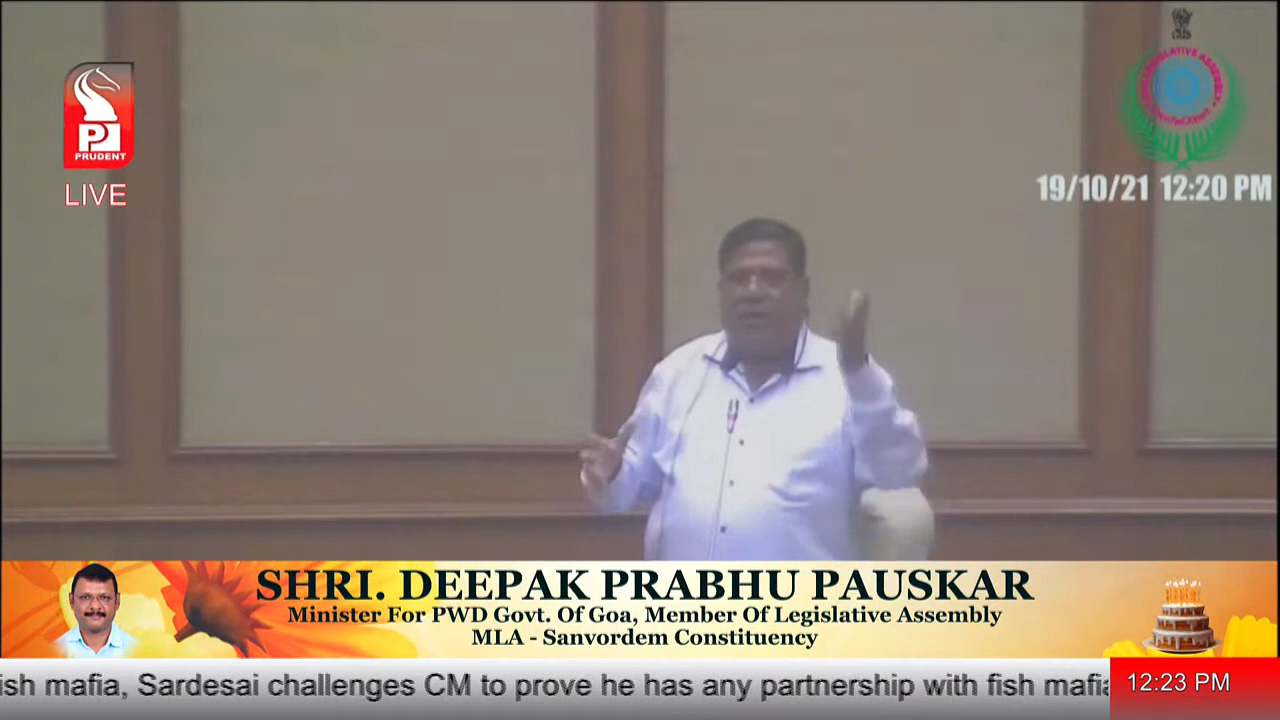 PRUDENT
LIVE
19/10/21 12:20 PM
SHRI. DEEPAK PRABHU PAUSKAR
Minister For PWD Govt. Of Goa, Member Of Legislative Assembly
MLA - Sanvordem Constituency
ish mafia, Sardesai challenges CM to prove he has any partnership with fish mafia
12:23 PM